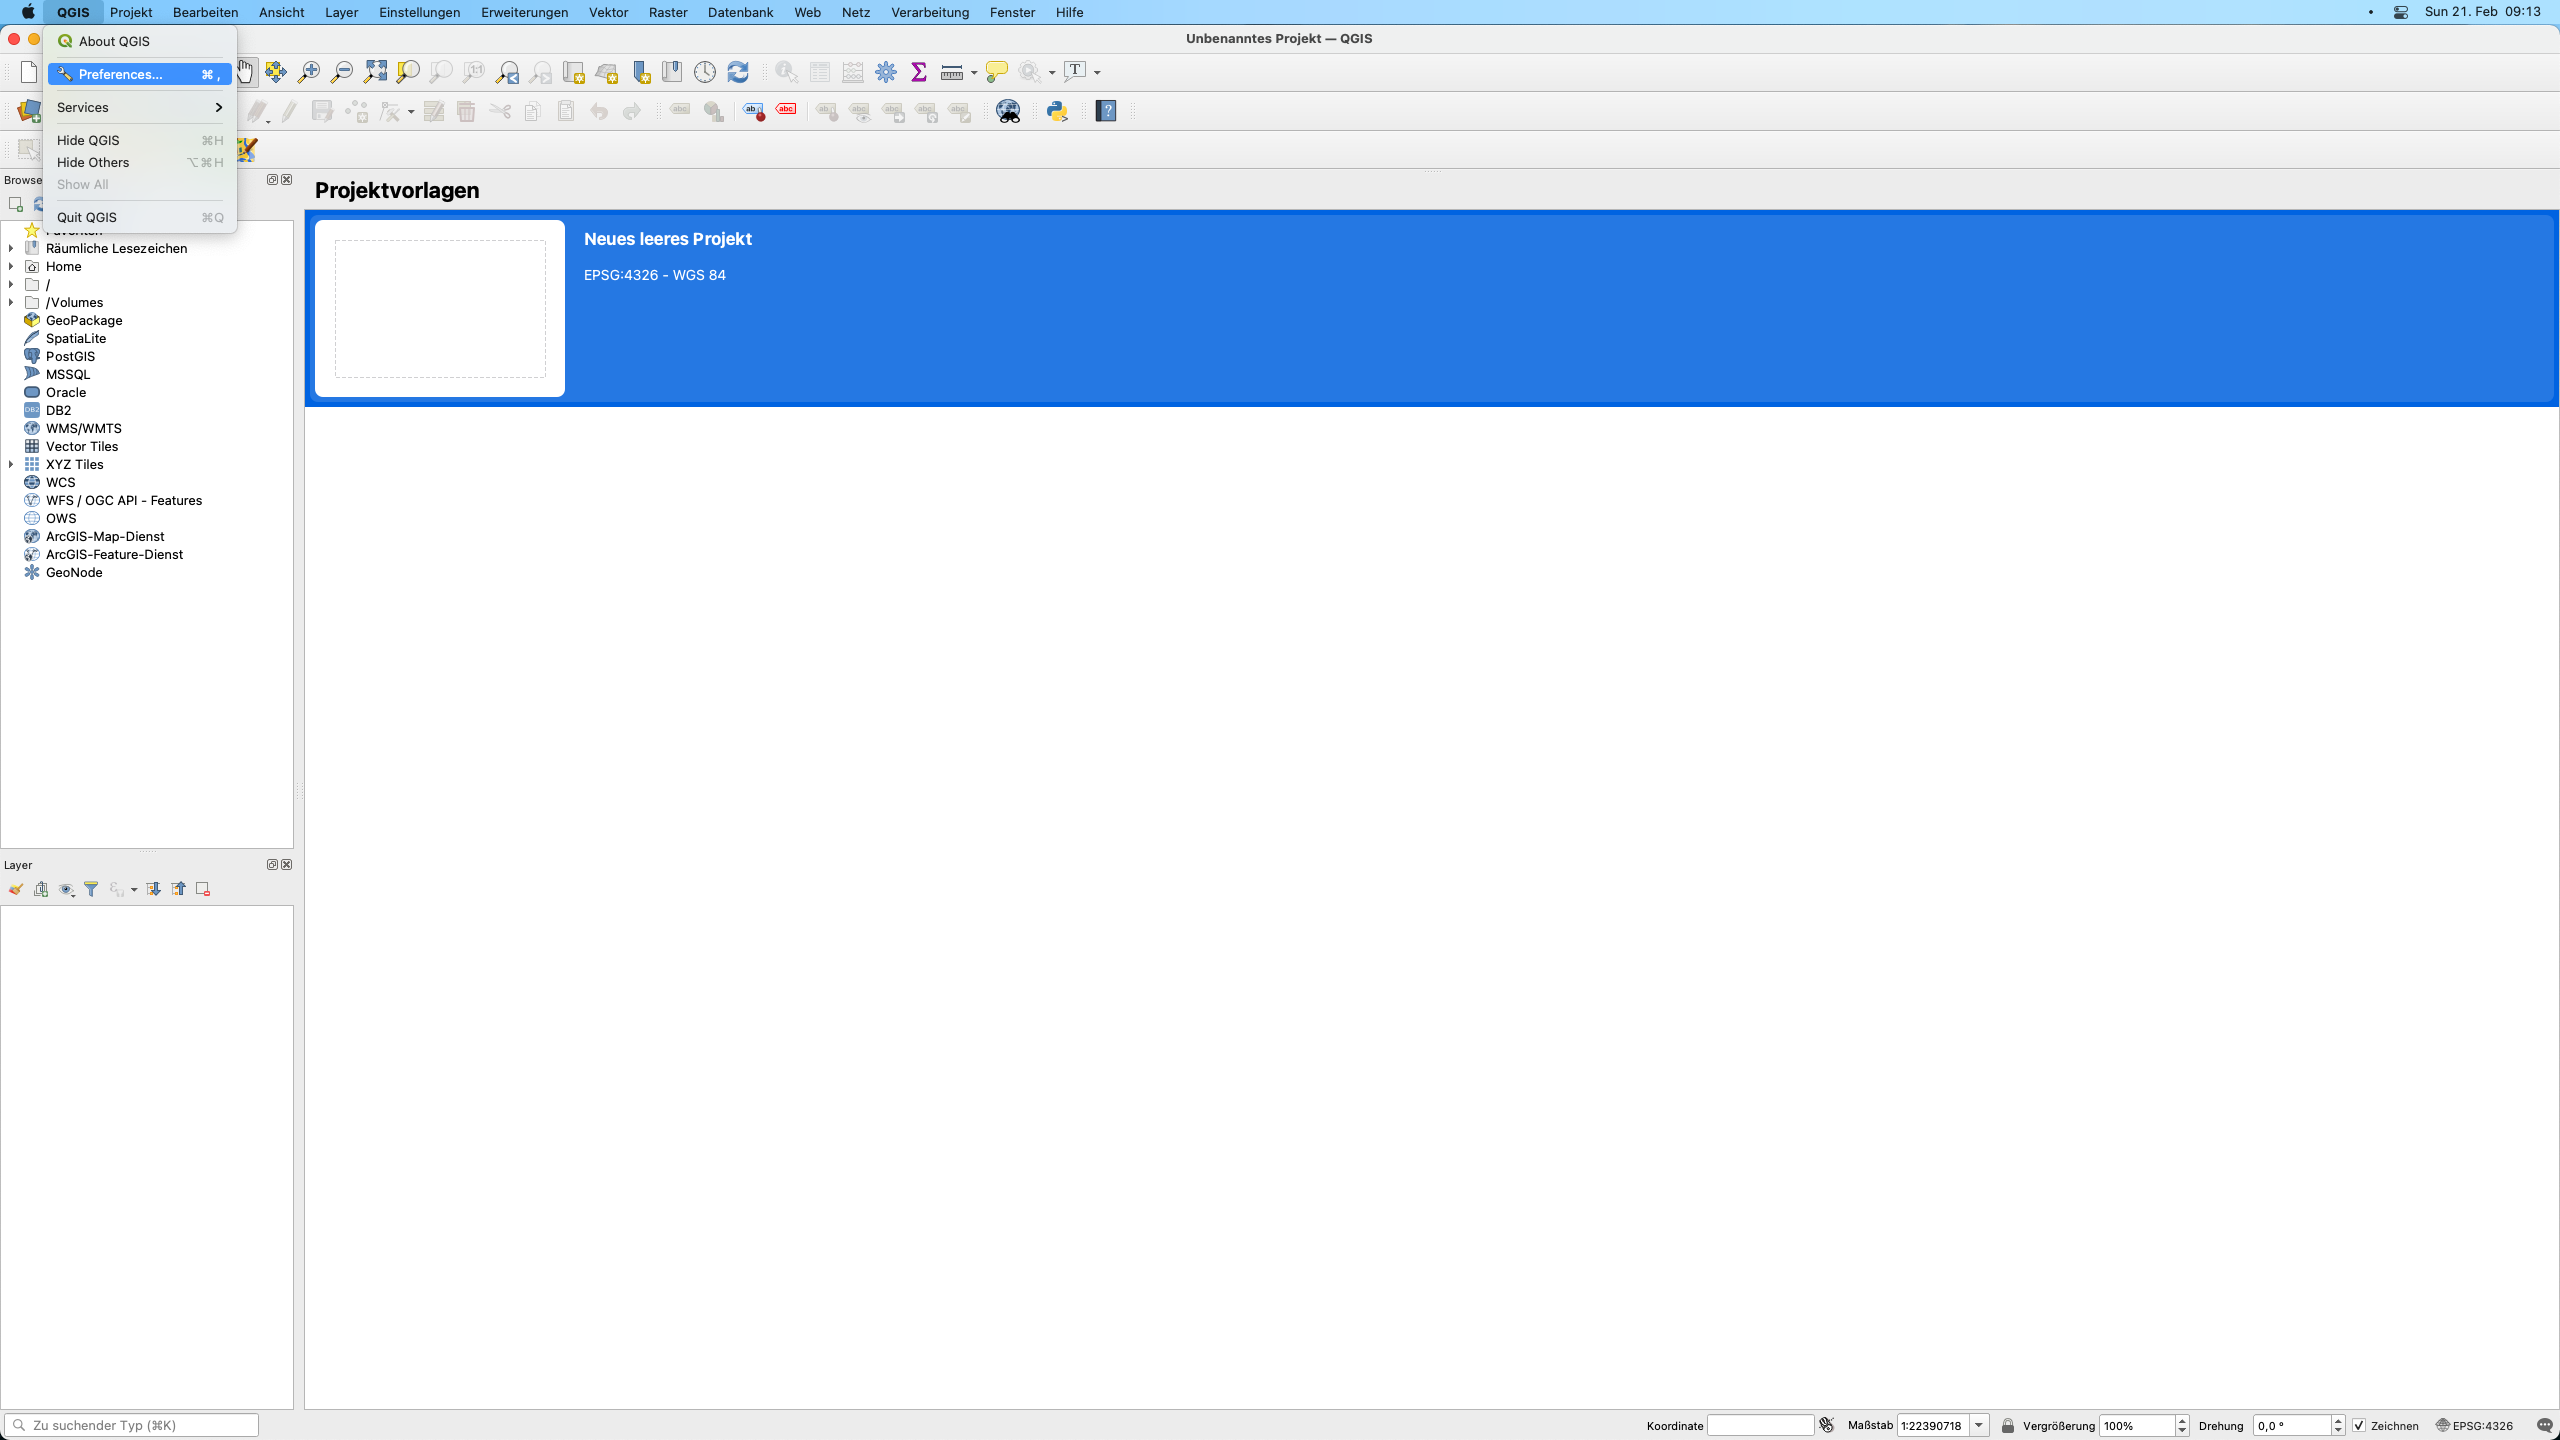 QGIS Projekt Bearbeiten Ansicht Layer Einstellungen Erweiterungen Vektor Raster Datenbank Web Netz Verarbeitung Fenster Hilfe Sun 21. Feb 09:13
Unbenanntes Projekt — QGIS
About QGIS
Preferences... ⌘ ,
Services
Hide QGIS ⌘H
Hide Others ⌥⌘H
Show All
Quit QGIS ⌘Q
Browse
Favoriten
Räumliche Lesezeichen
Home
/
/Volumes
GeoPackage
SpatiaLite
PostGIS
MSSQL
Oracle
DB2
WMS/WMTS
Vector Tiles
XYZ Tiles
WCS
WFS / OGC API - Features
OWS
ArcGIS-Map-Dienst
ArcGIS-Feature-Dienst
GeoNode
Projektvorlagen
Neues leeres Projekt
EPSG:4326 - WGS 84
Layer
Zu suchender Typ (⌘K)
Koordinate Maßstab 1:22390718 Vergrößerung 100% Drehung 0,0 ° Zeichnen EPSG:4326